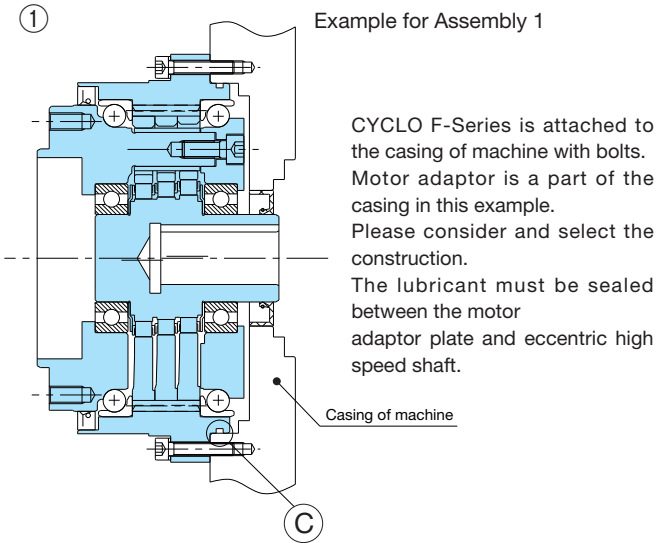 ①
Example for Assembly 1
CYCLO F-Series is attached to
the casing of machine with bolts.
Motor adaptor is a part of the
casing in this example.
Please consider and select the
construction.
The lubricant must be sealed
between the motor
adaptor plate and eccentric high
speed shaft.
Casing of machine
C